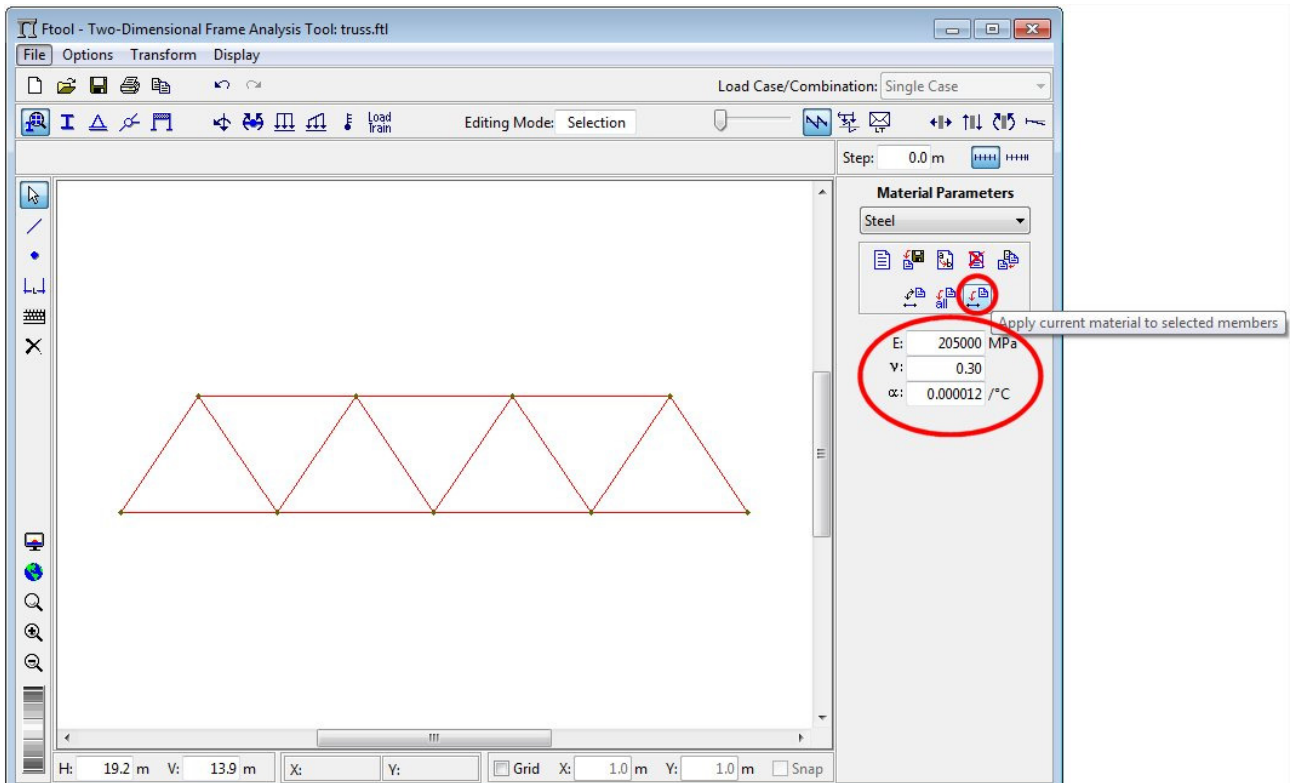 Ftool - Two-Dimensional Frame Analysis Tool: truss.ftl
File Options Transform Display
Load Case/Combination: Single Case
Load Train
Editing Mode: Selection
LT
Step: 0.0 m
Material Parameters
Steel
all
Apply current material to selected members
E: 205000 MPa
ν: 0.30
α: 0.000012 /°C
H: 19.2 m V: 13.9 m X: Y: Grid X: 1.0 m Y: 1.0 m Snap